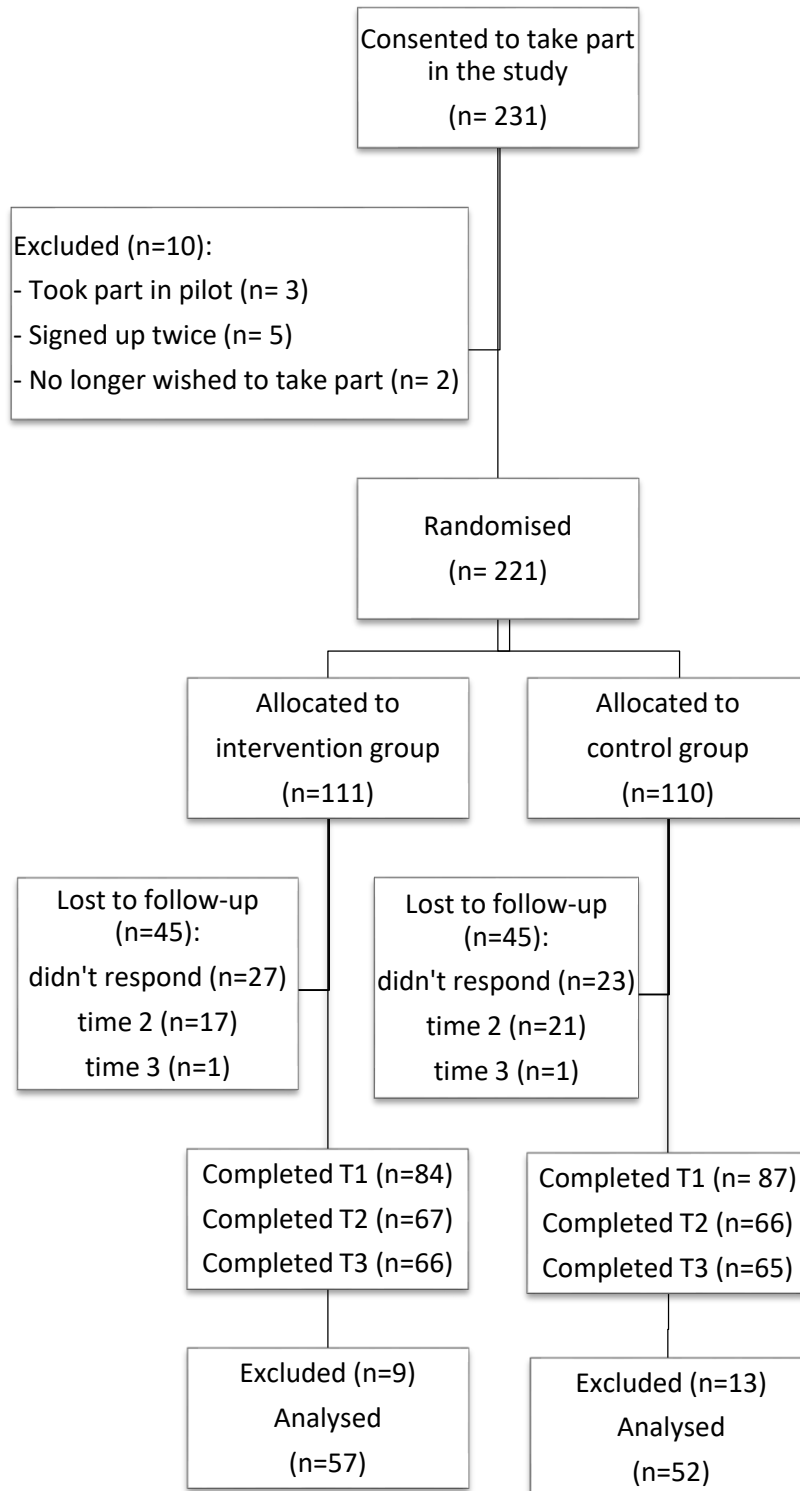 Consented to take part
in the study
(n= 231)
Excluded (n=10):
- Took part in pilot (n= 3)
- Signed up twice (n= 5)
- No longer wished to take part (n= 2)
Randomised
(n= 221)
Allocated to
intervention group
(n=111)
Allocated to
control group
(n=110)
Lost to follow-up
(n=45):
didn't respond (n=27)
time 2 (n=17)
time 3 (n=1)
Lost to follow-up
(n=45):
didn't respond (n=23)
time 2 (n=21)
time 3 (n=1)
Completed T1 (n=84)
Completed T2 (n=67)
Completed T3 (n=66)
Completed T1 (n= 87)
Completed T2 (n=66)
Completed T3 (n=65)
Excluded (n=9)
Analysed
(n=57)
Excluded (n=13)
Analysed
(n=52)